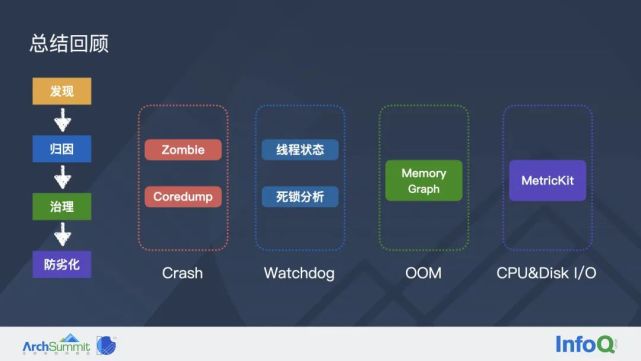 总结回顾
发现
归因
治理
防劣化
Zombie
Coredump
Crash
线程状态
死锁分析
Watchdog
Memory
Graph
OOM
MetricKit
CPU&Disk I/O
ArchSummit
InfoQ